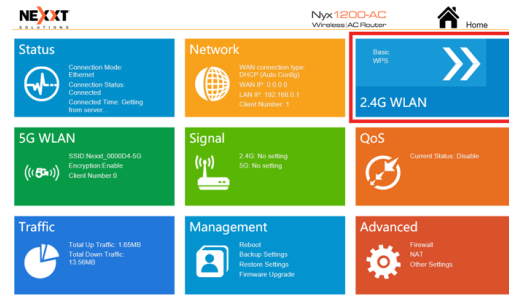 NEXXT
SOLUTIONS
Nyx 1200-AC
Wireless AC Router
Home
Status
Connection Mode:
Ethernet
Connection Status:
Connected
Connected Time: Getting
from server...
Network
WAN connection type:
DHCP (Auto Config)
WAN IP: 0.0.0.0
LAN IP: 192.168.0.1
Client Number: 1
Basic
WPS
2.4G WLAN
5G WLAN
5G
SSID:Nexxt_0000D4-5G
Encryption:Enable
Client Number:0
Signal
2.4G: No setting
5G: No setting
QoS
Current Status: Disable
Traffic
Total Up Traffic: 1.65MB
Total Down Traffic:
13.56MB
Management
Reboot
Backup Settings
Restore Settings
Firmware Upgrade
Advanced
Firewall
NAT
Other Settings